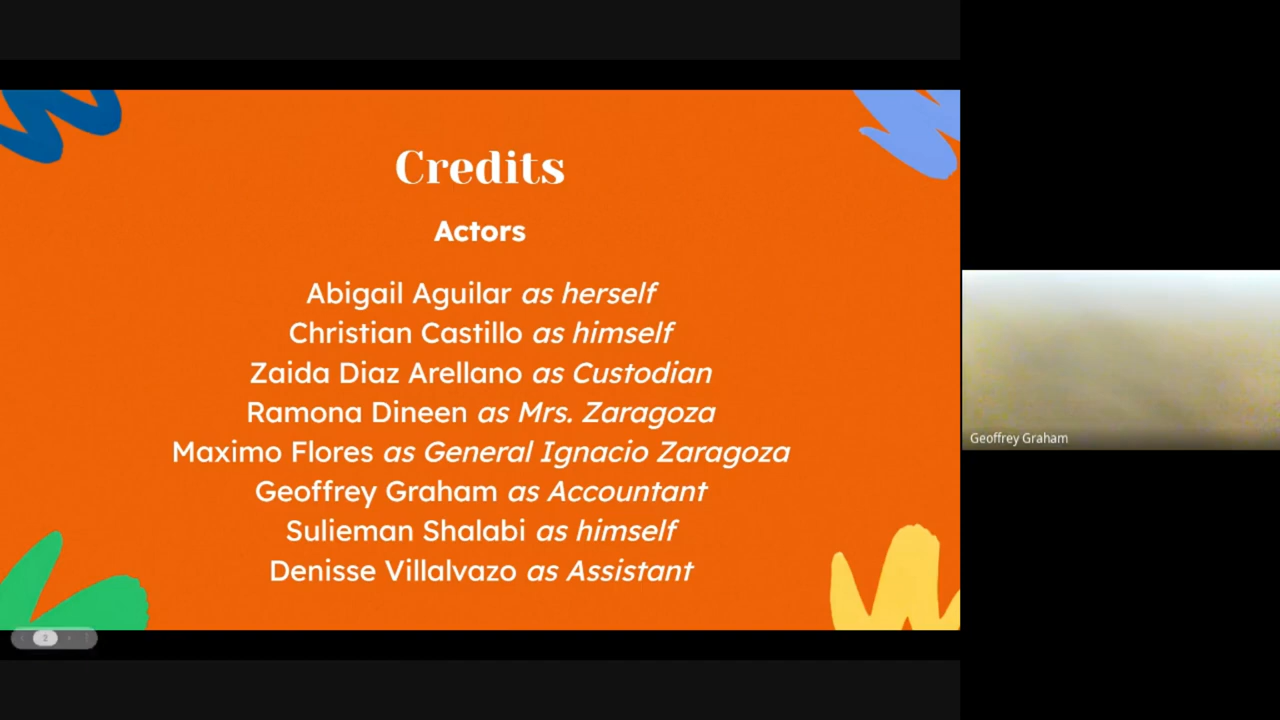 Credits
Actors
Abigail Aguilar as herself
Christian Castillo as himself
Zaida Diaz Arellano as Custodian
Ramona Dineen as Mrs. Zaragoza
Maximo Flores as General Ignacio Zaragoza
Geoffrey Graham as Accountant
Sulieman Shalabi as himself
Denisse Villalvazo as Assistant
2
Geoffrey Graham